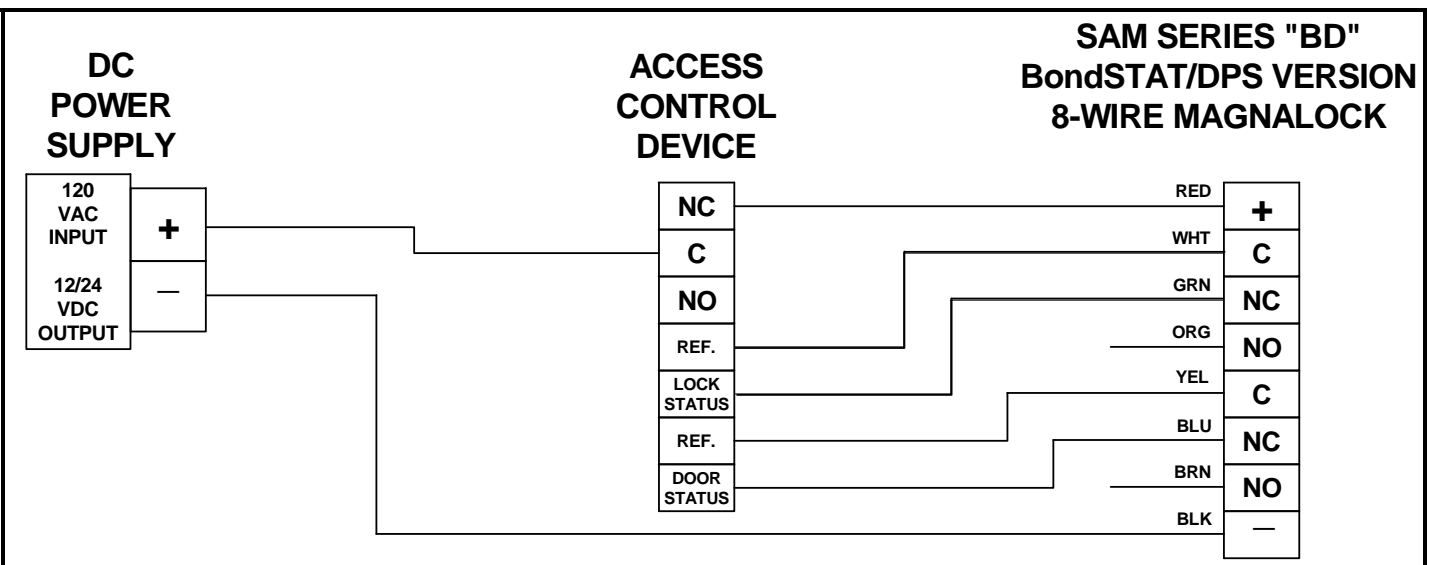 DC
POWER
SUPPLY
120
VAC
INPUT
12/24
VDC
OUTPUT
+
—
ACCESS
CONTROL
DEVICE
NC
C
NO
REF.
LOCK
STATUS
REF.
DOOR
STATUS
SAM SERIES "BD"
BondSTAT/DPS VERSION
8-WIRE MAGNALOCK
RED
+
WHT
C
GRN
NC
ORG
NO
YEL
C
BLU
NC
BRN
NO
BLK
—